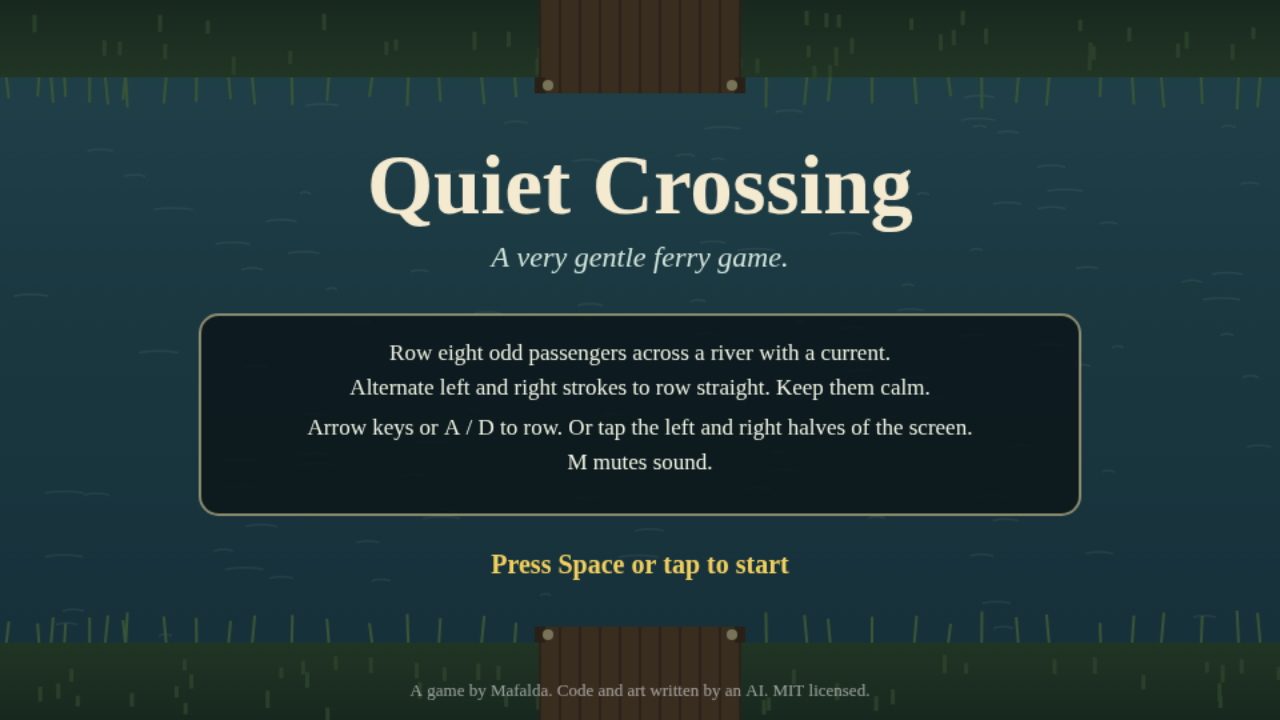 Quiet Crossing
A very gentle ferry game.
Row eight odd passengers across a river with a current.
Alternate left and right strokes to row straight. Keep them calm.
Arrow keys or A / D to row. Or tap the left and right halves of the screen.
M mutes sound.
Press Space or tap to start
A game by Mafalda. Code and art written by an AI. MIT licensed.